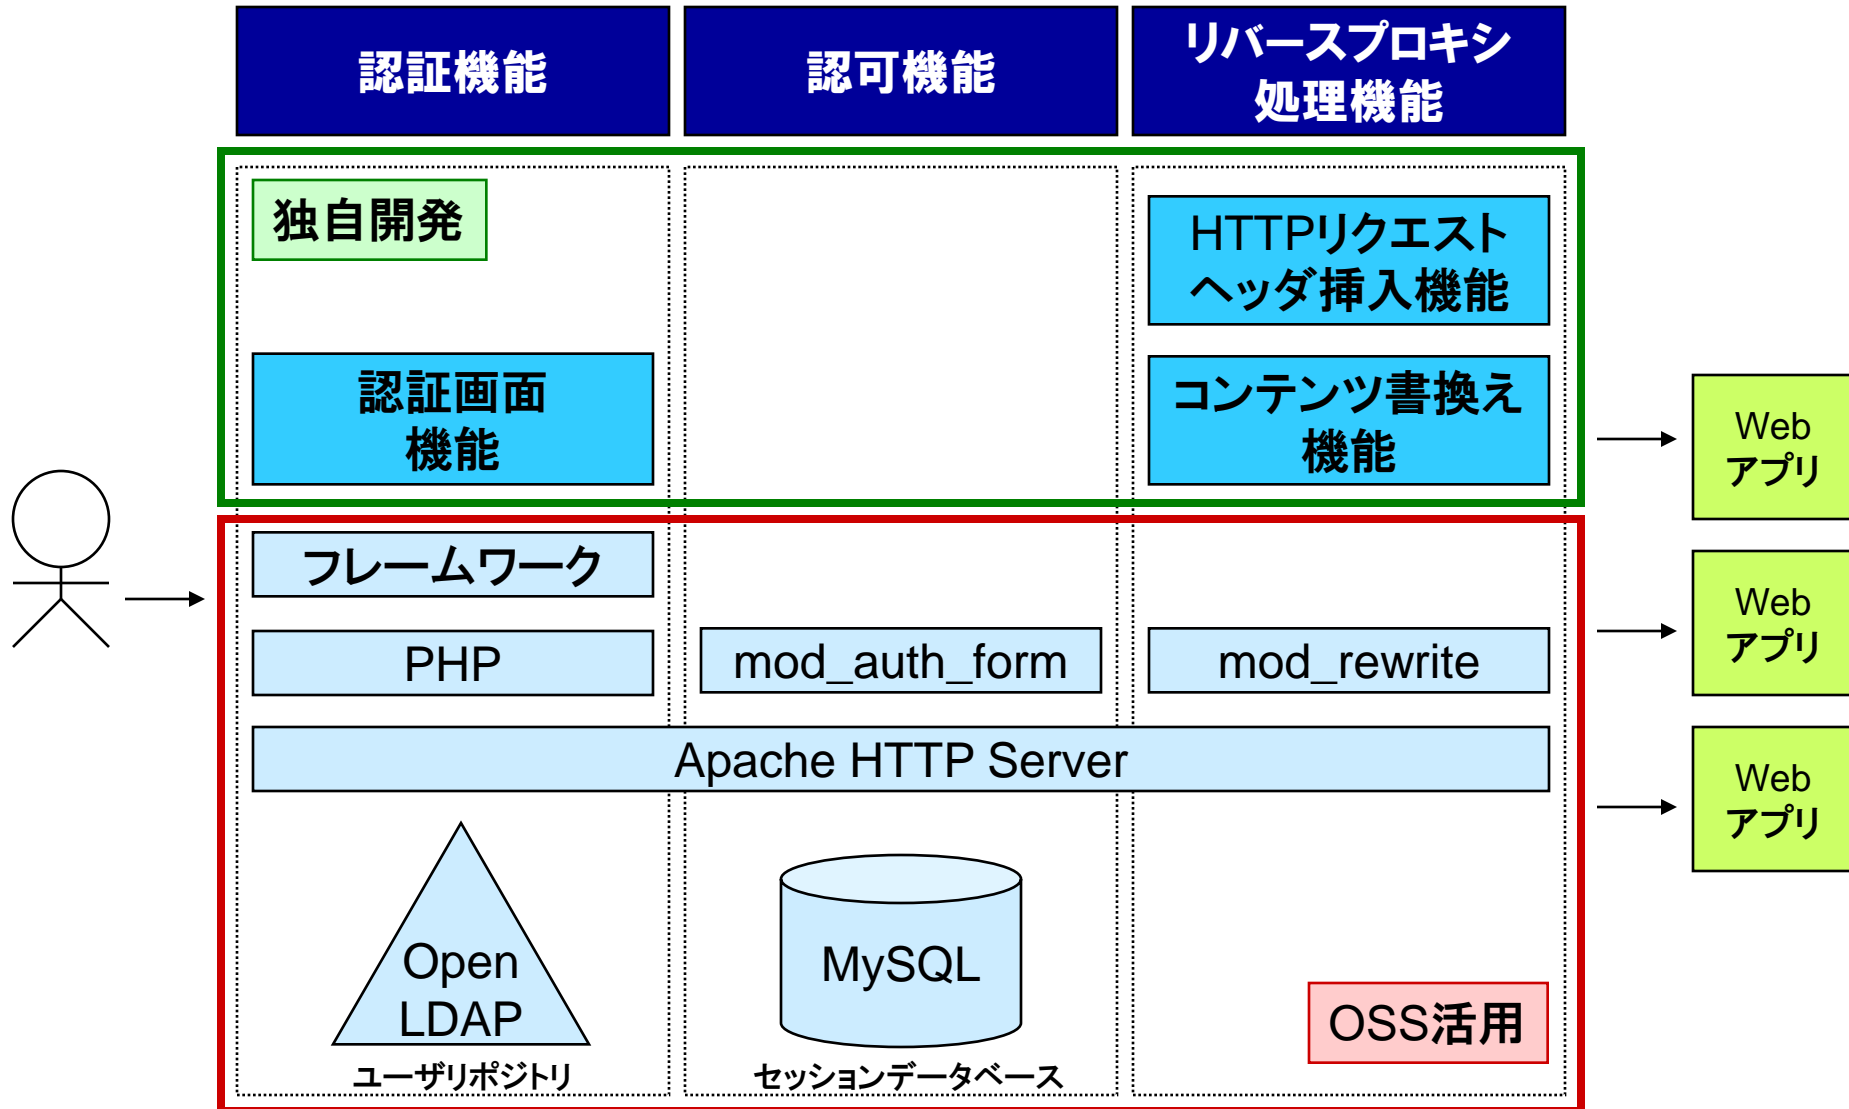 認証機能
認可機能
リバースプロキシ
処理機能
独自開発
HTTPリクエスト
ヘッダ挿入機能
認証画面
機能
コンテンツ書換え
機能
Web
アプリ
フレームワーク
Web
アプリ
PHP
mod_auth_form
mod_rewrite
Apache HTTP Server
Web
アプリ
Open
LDAP
MySQL
OSS活用
ユーザリポジトリ
セッションデータベース